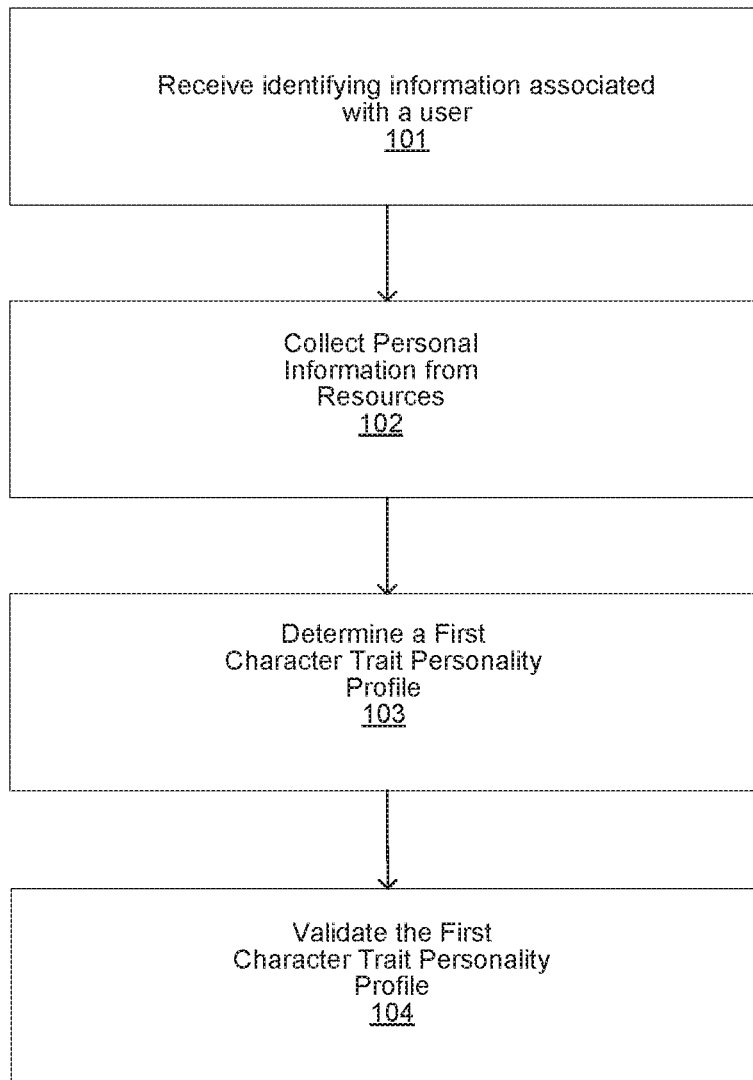 Receive identifying information associated
with a user
101
Collect Personal
Information from
Resources
102
Determine a First
Character Trait Personality
Profile
103
Validate the First
Character Trait Personality
Profile
104